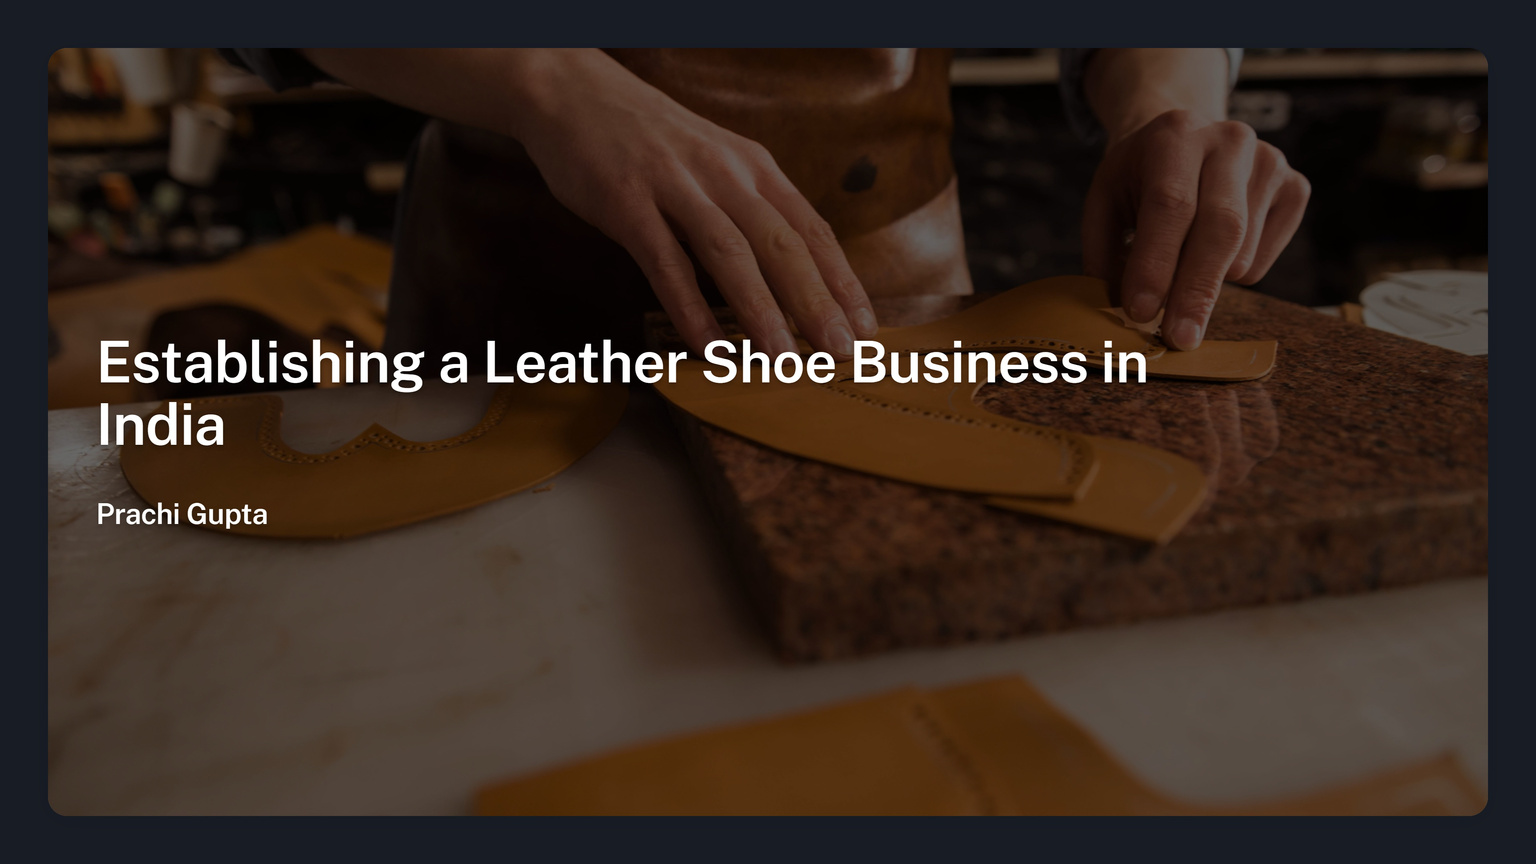 Establishing a Leather Shoe Business in
India
Prachi Gupta